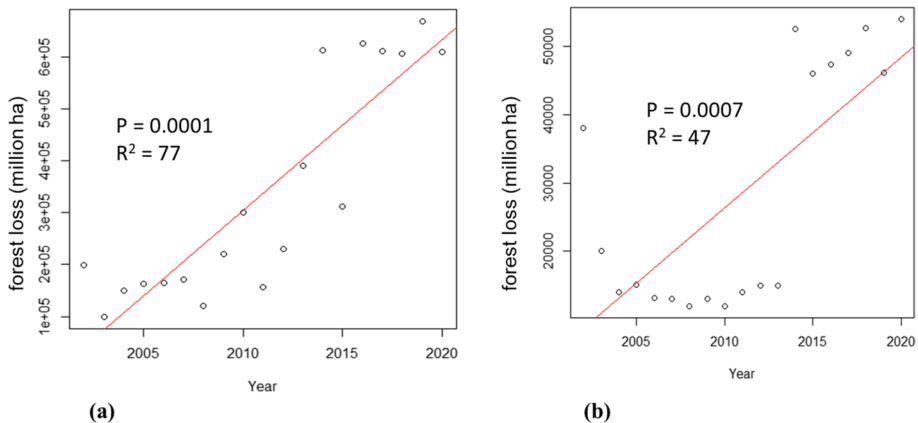 forest loss (million ha)
6e+05
5e+05
4e+05
3e+05
2e+05
1e+05
P = 0.0001
R² = 77
2005 2010 2015 2020
Year
(a)
forest loss (million ha)
50000
40000
30000
20000
P = 0.0007
R² = 47
2005 2010 2015 2020
Year
(b)